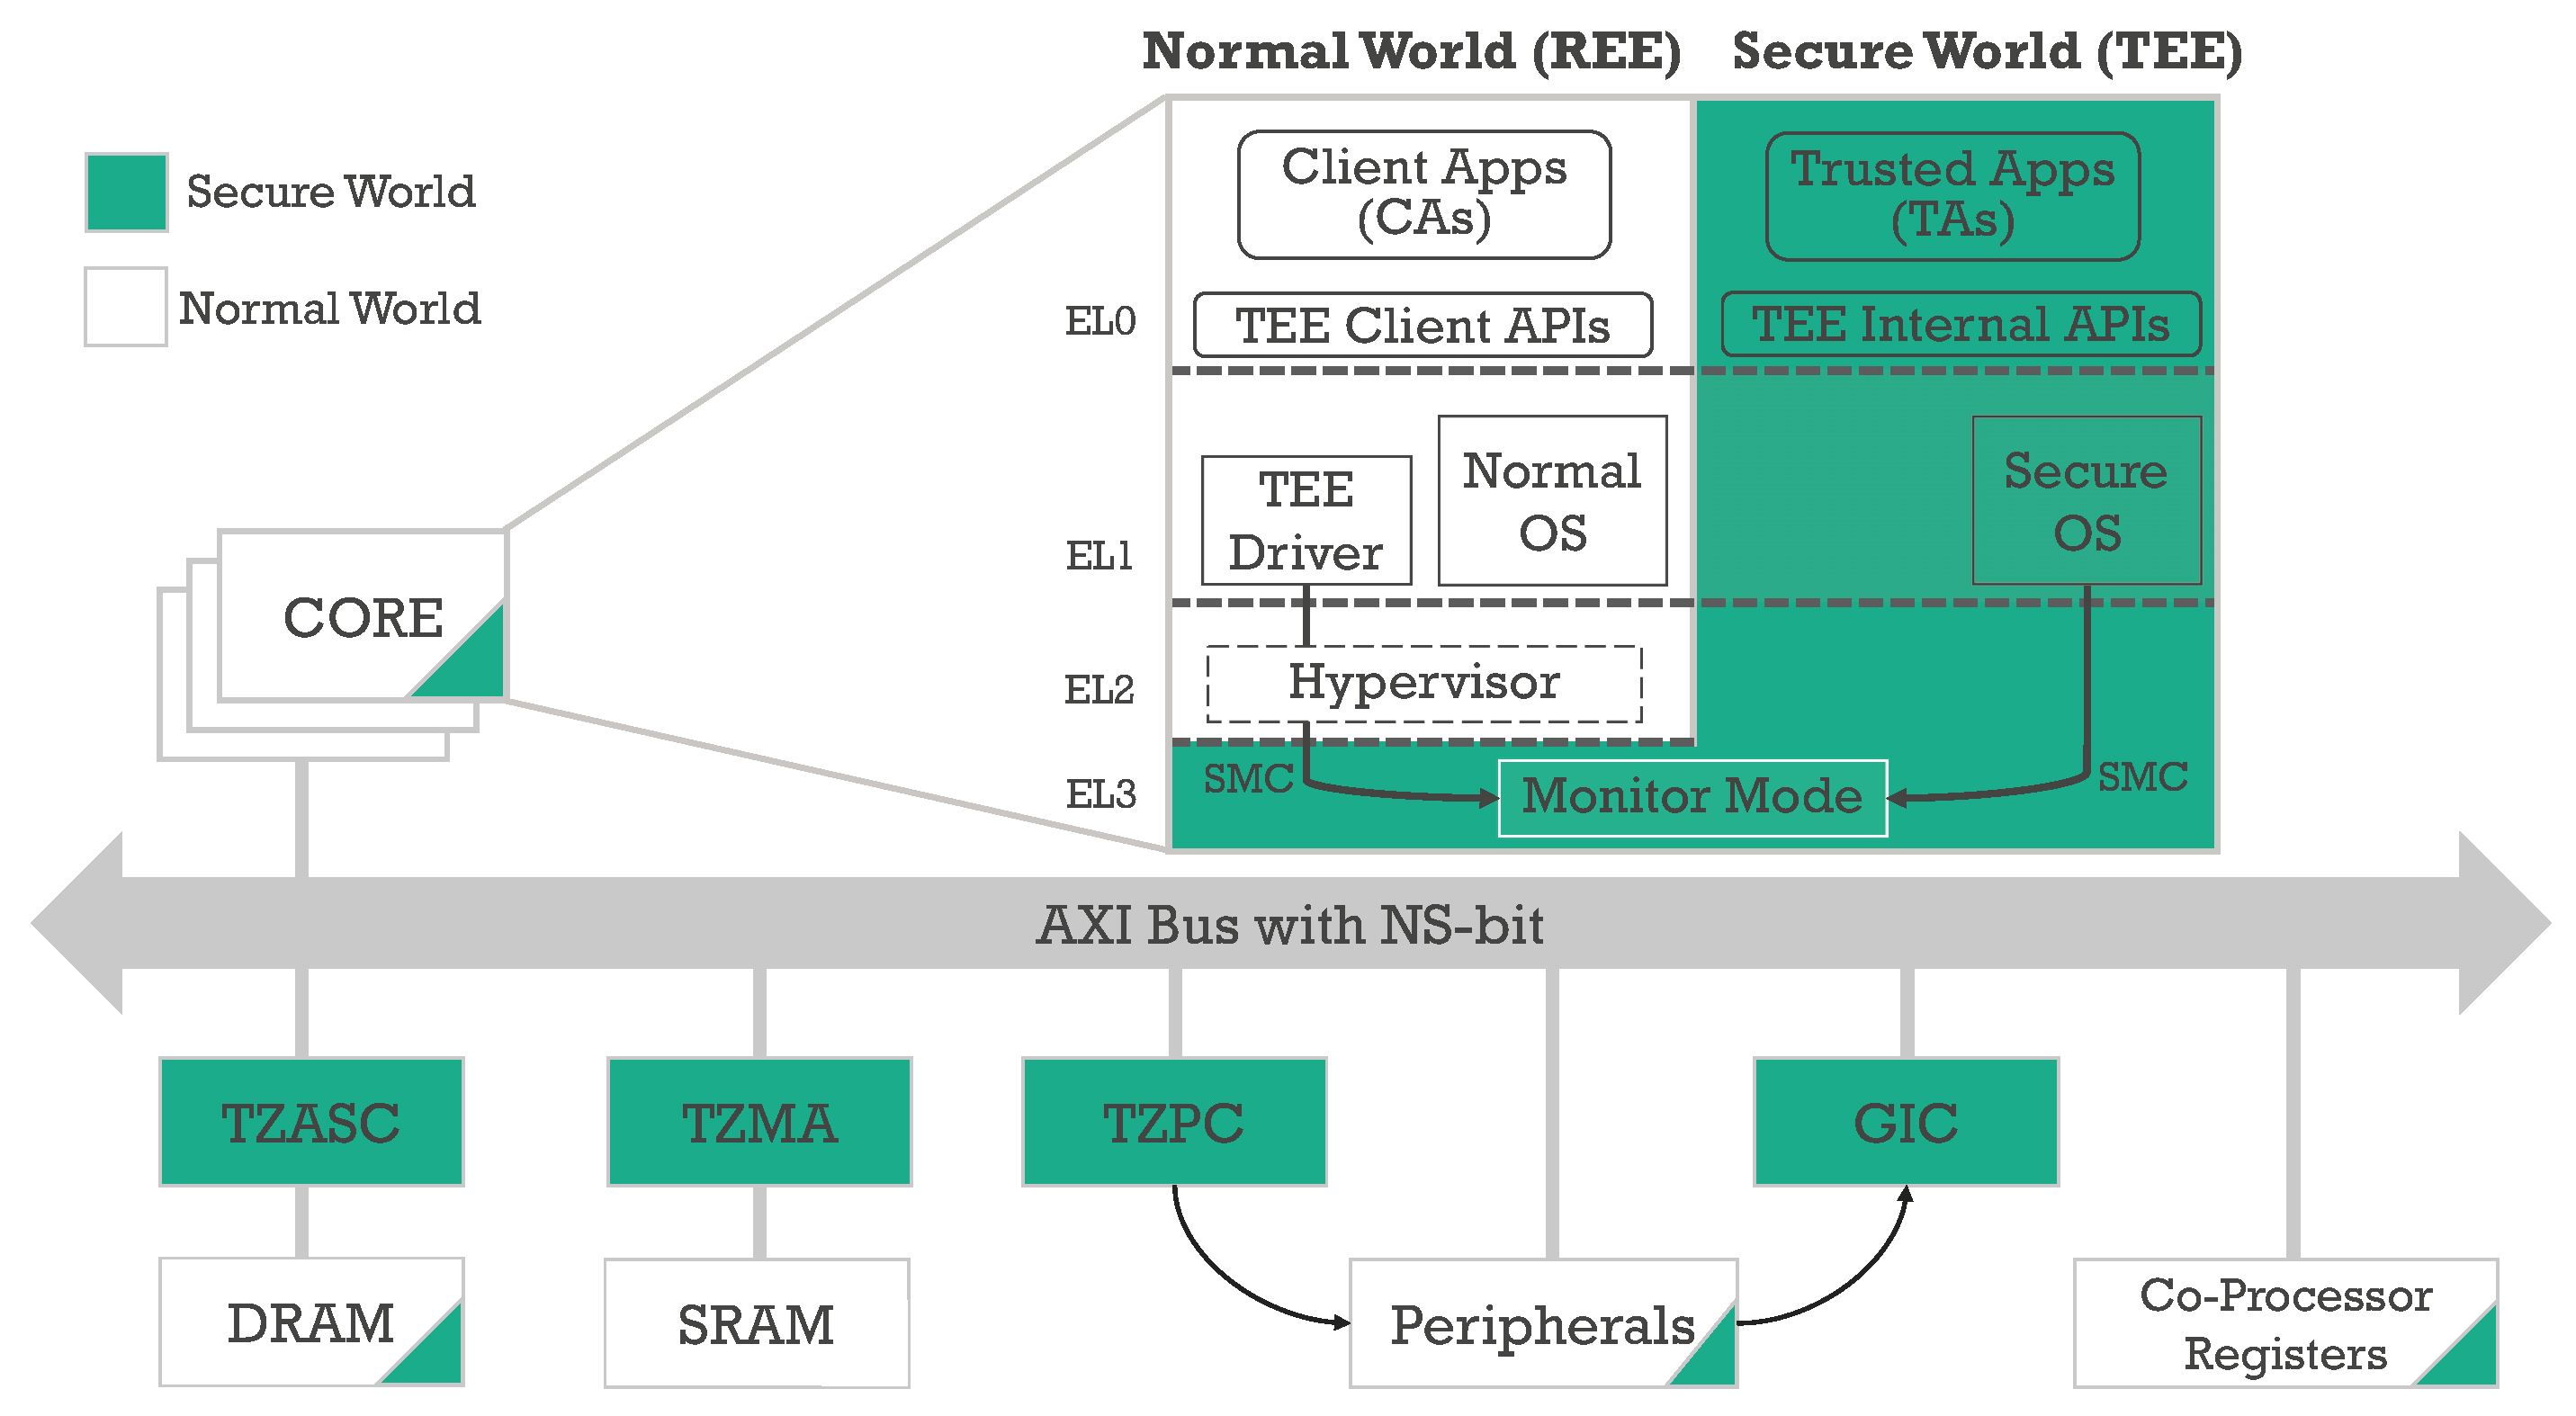 Normal World (REE)
Secure World (TEE)
Secure World
Normal World
Client Apps
(CAs)
Trusted Apps
(TAs)
EL0
TEE Client APIs
TEE Internal APIs
TEE
Driver
Normal
OS
Secure
OS
EL1
Hypervisor
EL2
EL3
SMC
Monitor Mode
SMC
CORE
AXI Bus with NS-bit
TZASC
TZMA
TZPC
GIC
DRAM
SRAM
Peripherals
Co-Processor
Registers